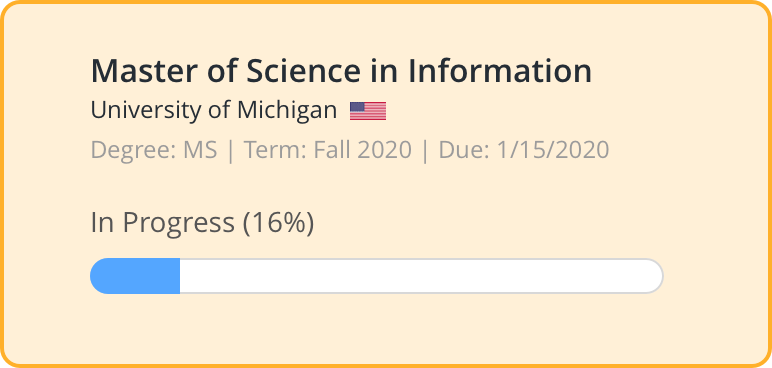 Master of Science in Information
University of Michigan
Degree: MS | Term: Fall 2020 | Due: 1/15/2020
In Progress (16%)